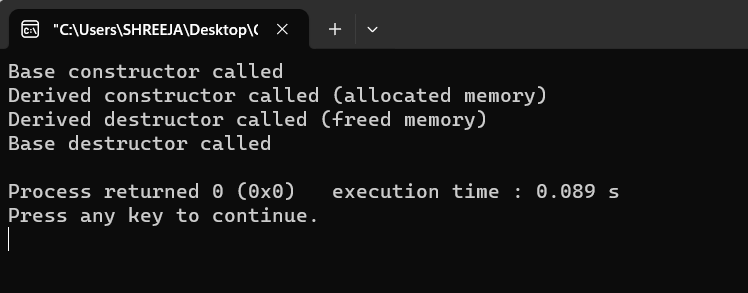 "C:\Users\SHREEJA\Desktop\C
Base constructor called
Derived constructor called (allocated memory)
Derived destructor called (freed memory)
Base destructor called
Process returned 0 (0x0)   execution time : 0.089 s
Press any key to continue.